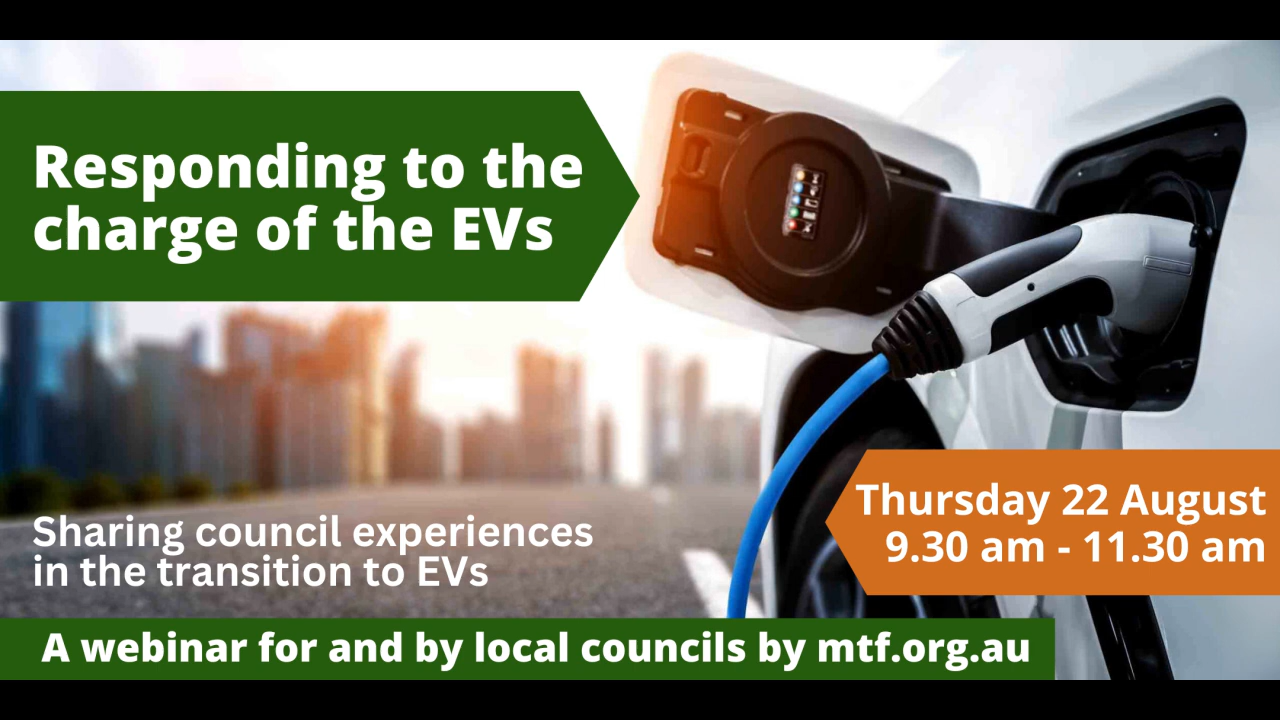 Responding to the
charge of the EVs
Sharing council experiences
in the transition to EVs
Thursday 22 August
9.30 am - 11.30 am
A webinar for and by local councils by mtf.org.au